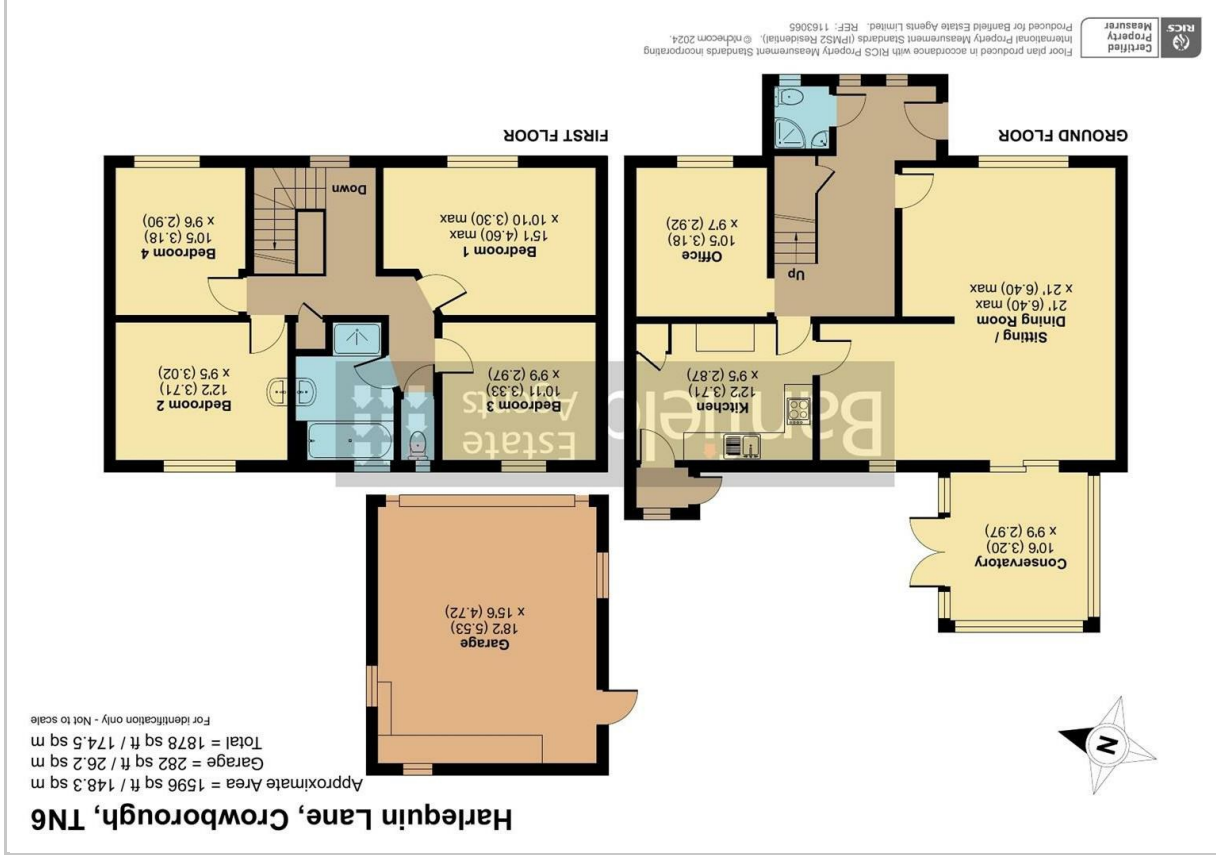 Harlequin Lane, Crowborough, TN6
Approximate Area = 1596 sq ft / 148.3 sq m
Garage = 282 sq ft / 26.2 sq m
Total = 1878 sq ft / 174.5 sq m
For identification only - Not to scale
N
Garage
18'2 (5.53)
x 15'6 (4.72)
Conservatory
10'6 (3.20)
x 9'9 (2.97)
Kitchen
12'2 (3.71)
x 9'5 (2.87)
Sitting /
Dining Room
21' (6.40) max
x 21' (6.40) max
Up
Office
10'5 (3.18)
x 9'7 (2.92)
GROUND FLOOR
Bedroom 2
12'2 (3.71)
x 9'5 (3.02)
Bedroom 3
10'11 (3.33)
x 9'9 (2.97)
Bedroom 4
10'5 (3.18)
x 9'6 (2.90)
Down
Bedroom 1
15'1 (4.60) max
x 10'10 (3.30) max
FIRST FLOOR
Banfield
Estate
Agents
RICS
Certified
Property
Measurer
Floor plan produced in accordance with RICS Property Measurement Standards incorporating
International Property Measurement Standards (IPMS2 Residential). © nichecom 2024.
Produced for Banfield Estate Agents Limited. REF: 1163065